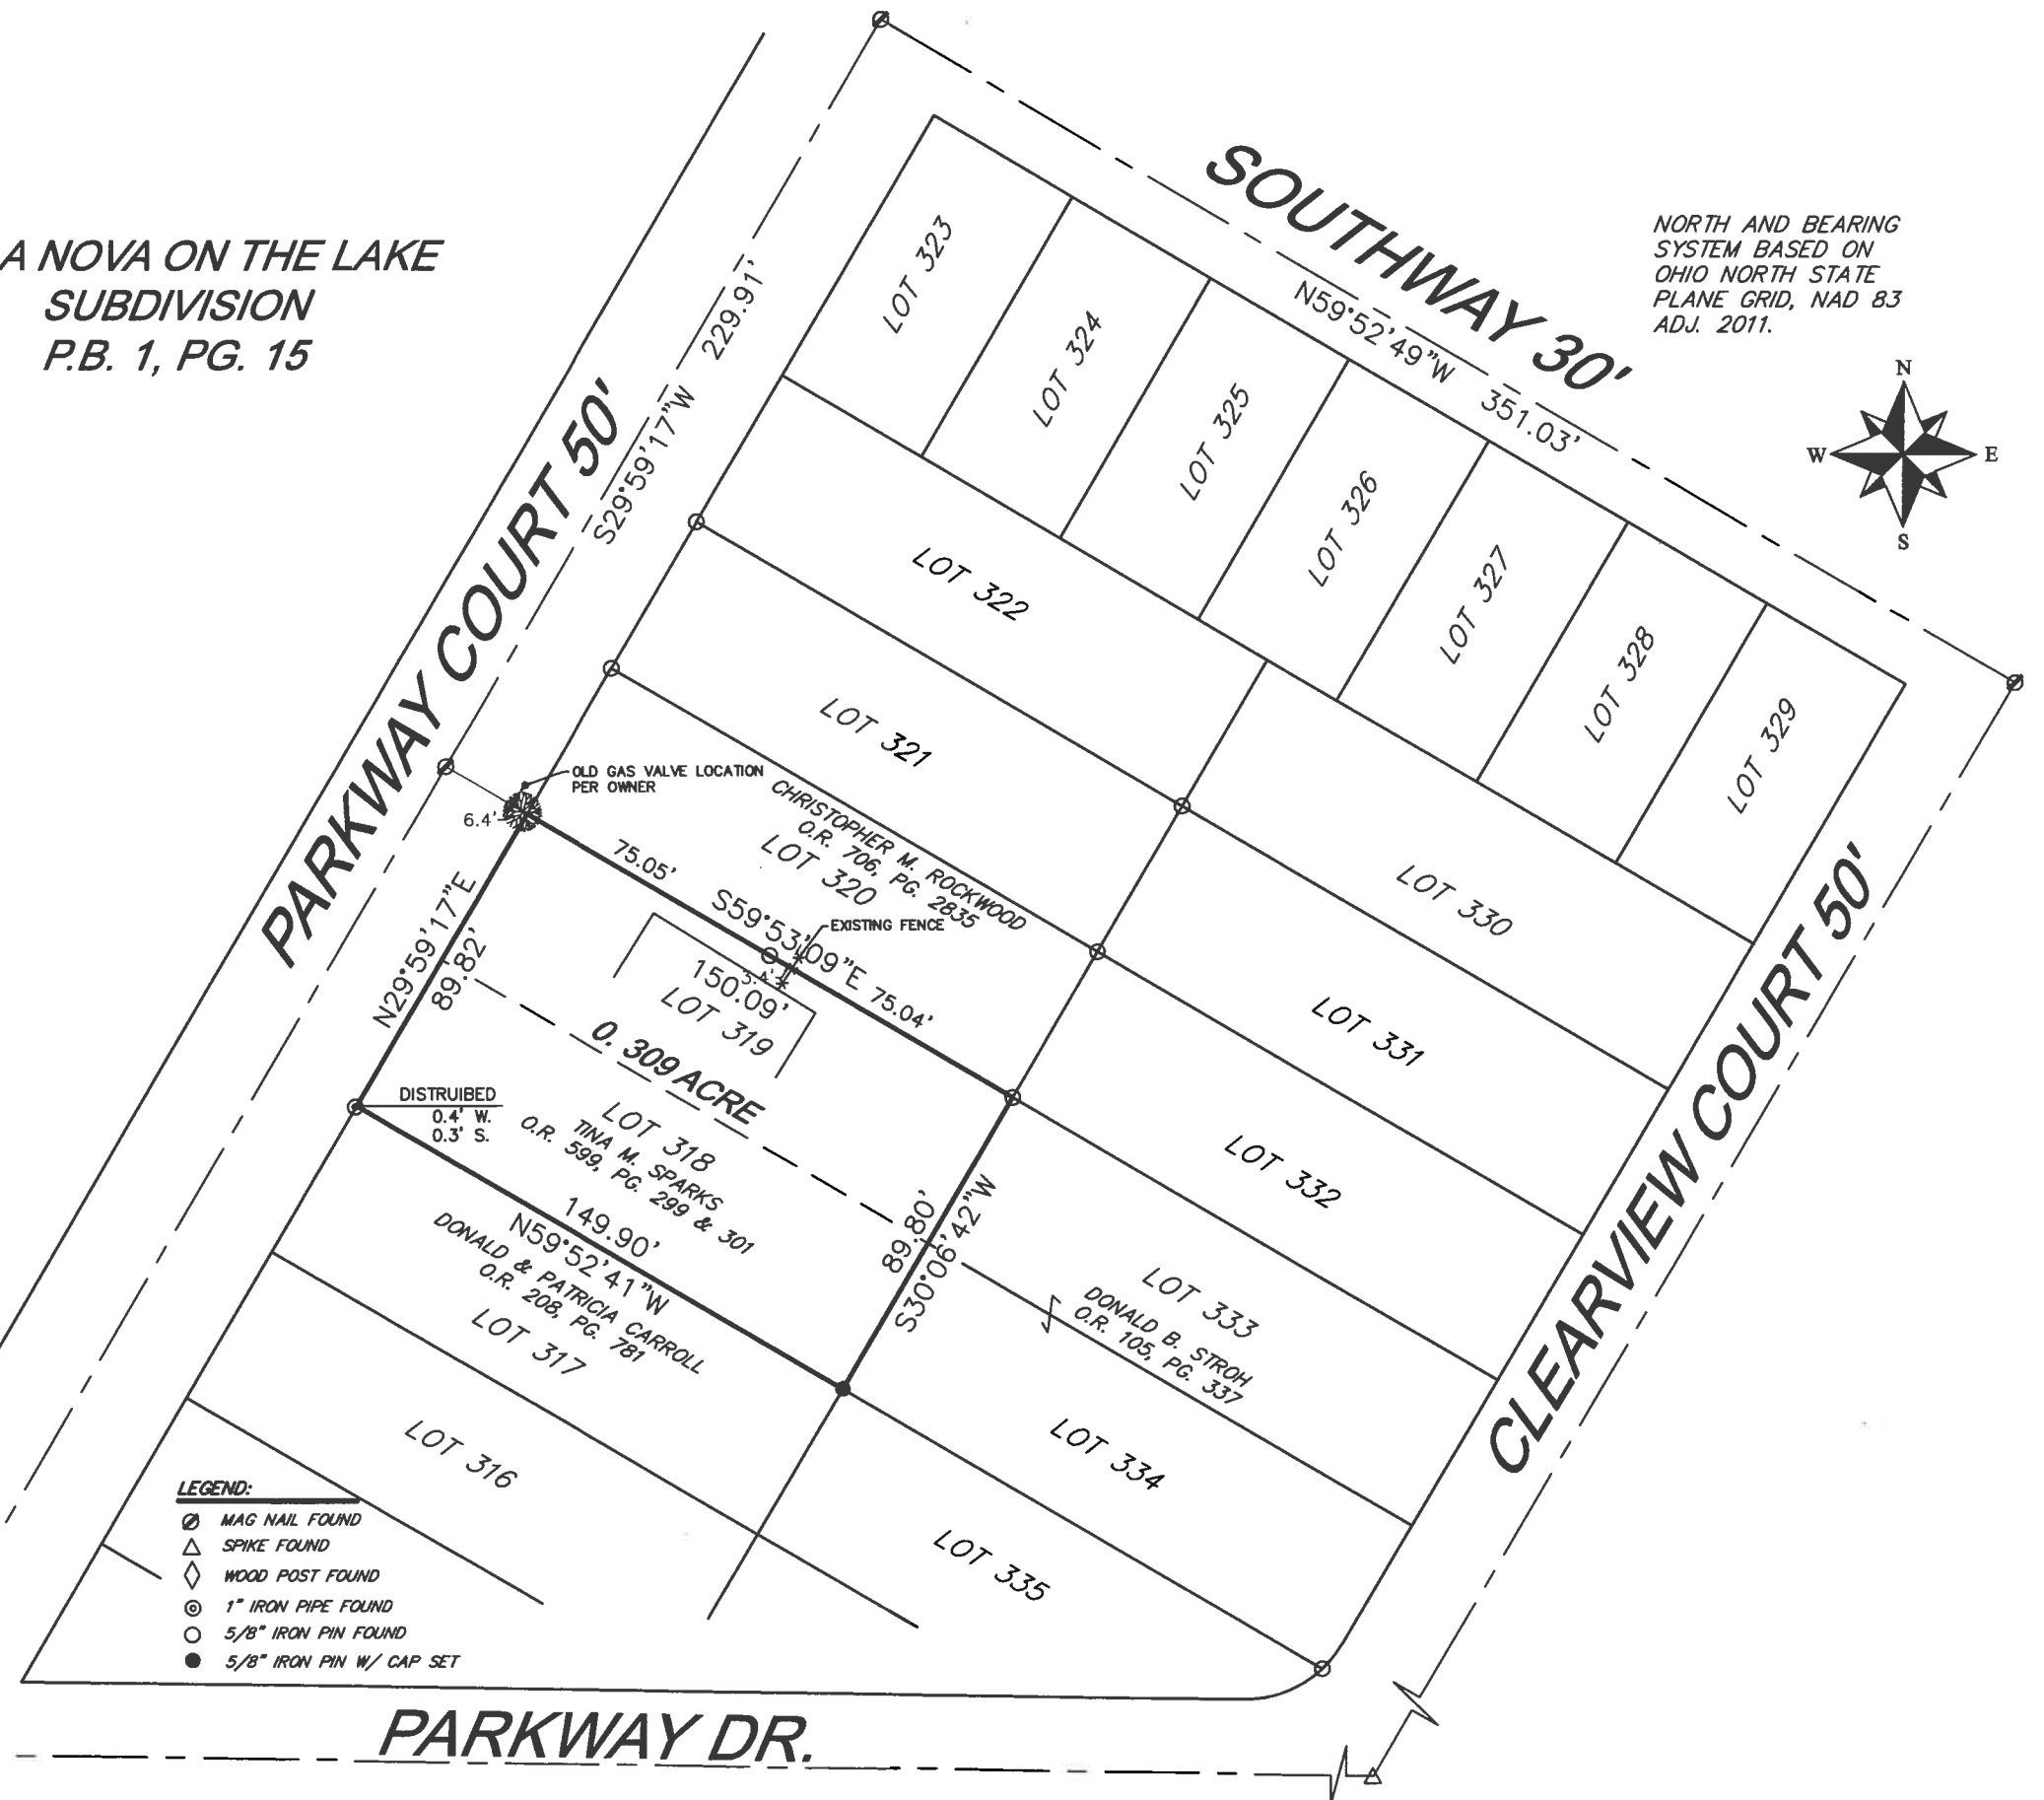 A NOVA ON THE LAKE
SUBDIVISION
P.B. 1, PG. 15
SOUTHWAY 30'
N59°52'49"W 351.03'
NORTH AND BEARING
SYSTEM BASED ON
OHIO NORTH STATE
PLANE GRID, NAD 83
ADJ. 2011.
N
W
E
S
PARKWAY COURT 50'
S29°59'17"W 229.91'
LOT 323
LOT 324
LOT 325
LOT 326
LOT 327
LOT 328
LOT 329
LOT 322
LOT 321
OLD GAS VALVE LOCATION
PER OWNER
6.4'
CHRISTOPHER M. ROCKWOOD
O.R. 706, PG. 2835
LOT 320
75.05'
S59°53'09"E 75.04'
EXISTING FENCE
3.4'
150.09'
LOT 319
N29°59'17"E
89.82'
0.309 ACRE
DISTRUIBED
0.4' W.
0.3' S.
LOT 318
TINA M. SPARKS
O.R. 599, PG. 299 & 301
149.90'
N59°52'41"W
DONALD & PATRICIA CARROLL
O.R. 208, PG. 781
LOT 317
LOT 316
89.80'
S30°06'42"W
LOT 330
LOT 331
LOT 332
LOT 333
DONALD B. STROH
O.R. 105, PG. 337
LOT 334
LOT 335
CLEARVIEW COURT 50'
LEGEND:
MAG NAIL FOUND
SPIKE FOUND
WOOD POST FOUND
1" IRON PIPE FOUND
5/8" IRON PIN FOUND
5/8" IRON PIN W/ CAP SET
PARKWAY DR.